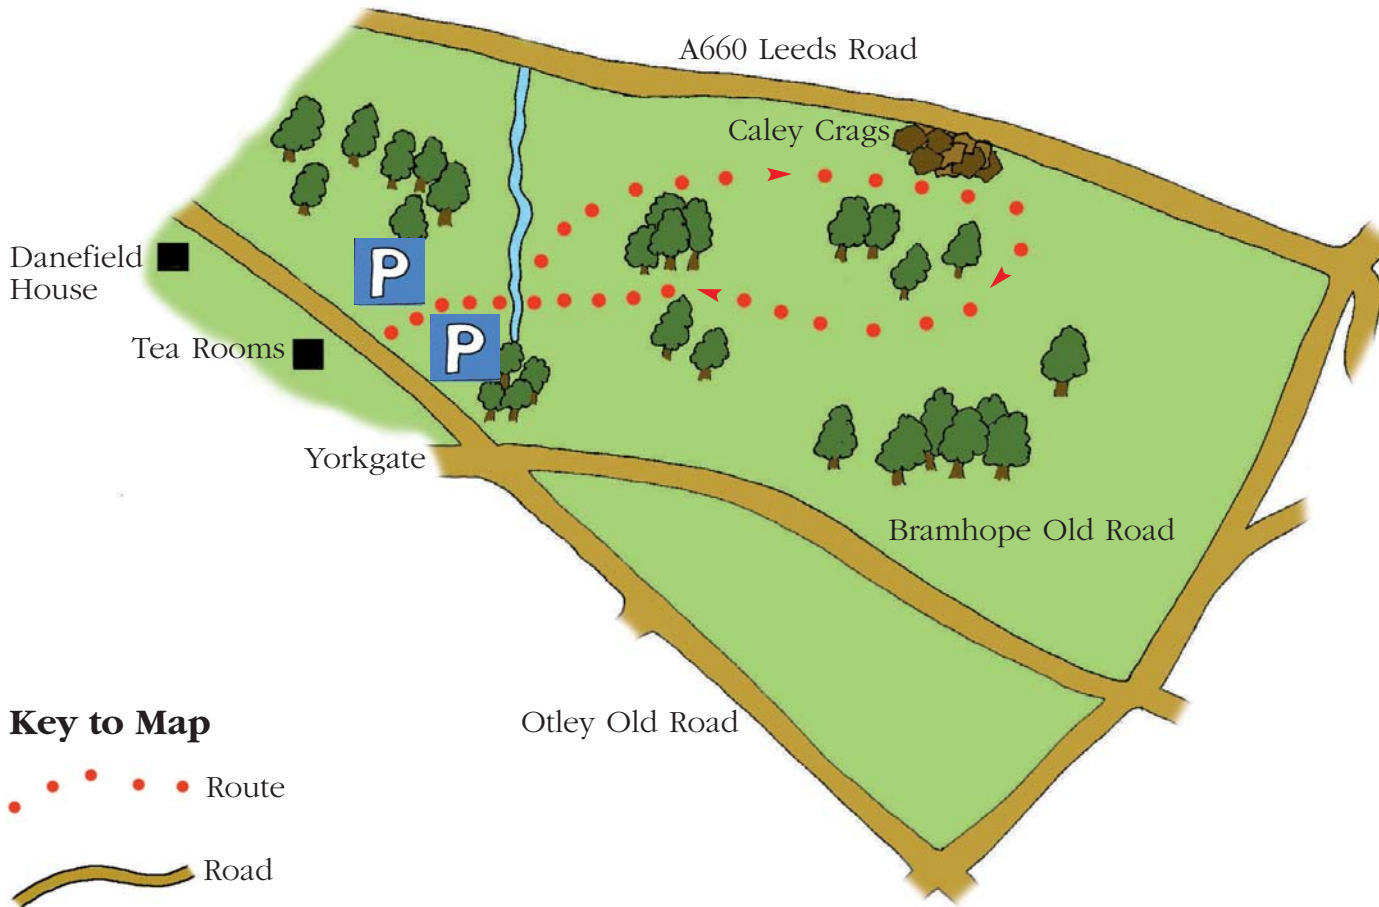 A660 Leeds Road
Caley Crags
Danefield
House
P
P
Tea Rooms
Yorkgate
Bramhope Old Road
Otley Old Road
Key to Map
Route
Road